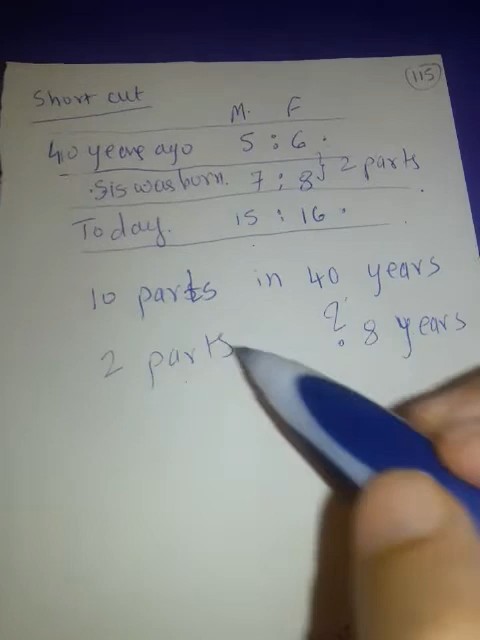 115
Short cut
M. F
40 years ago 5 : 6 .
. Sis was born. 7 : 8 } 2 parts
Today. 15 : 16 .
10 parts in 40 years
2 parts ? 8 years